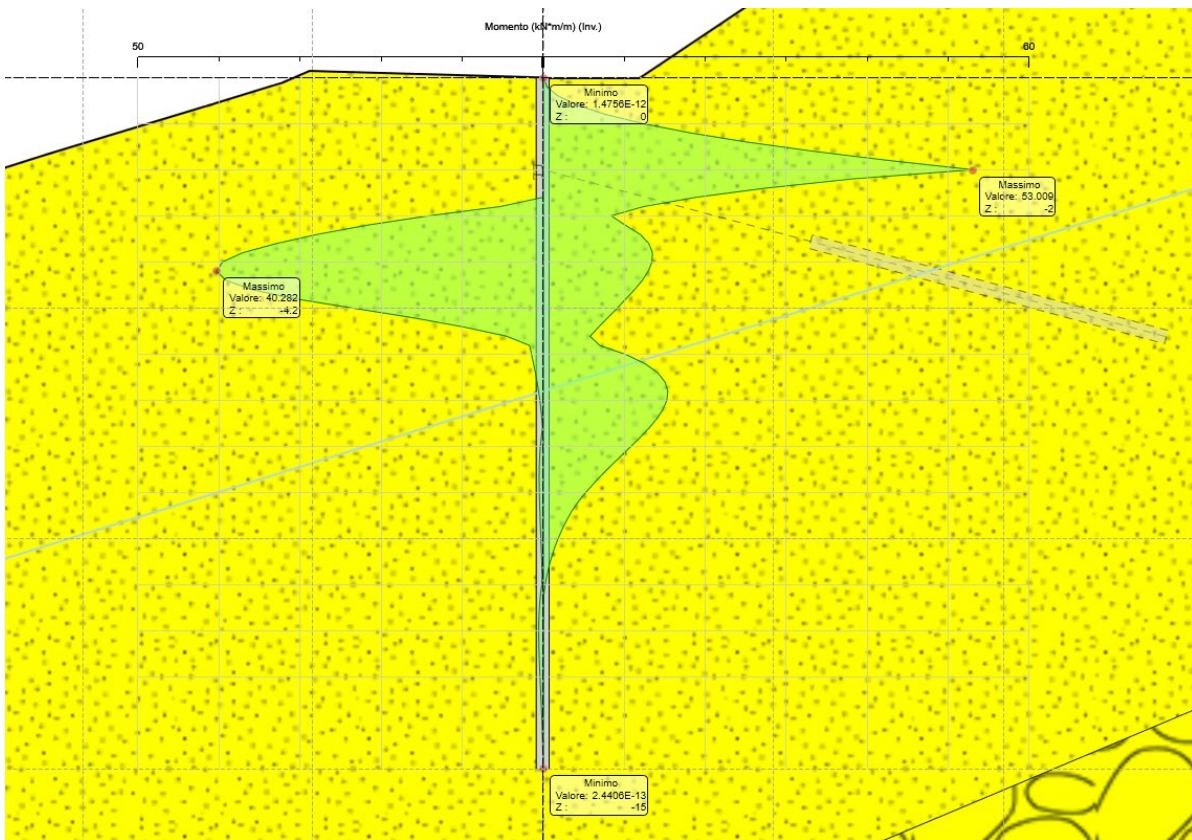 Momento (kN*m/m) (Inv.)
50
60
Minimo
Valore: 1.4756E-12
Z : 0
Massimo
Valore: 53.009
Z : -2
Massimo
Valore: 40.282
Z : -4.2
Minimo
Valore: 2.4406E-13
Z : -15